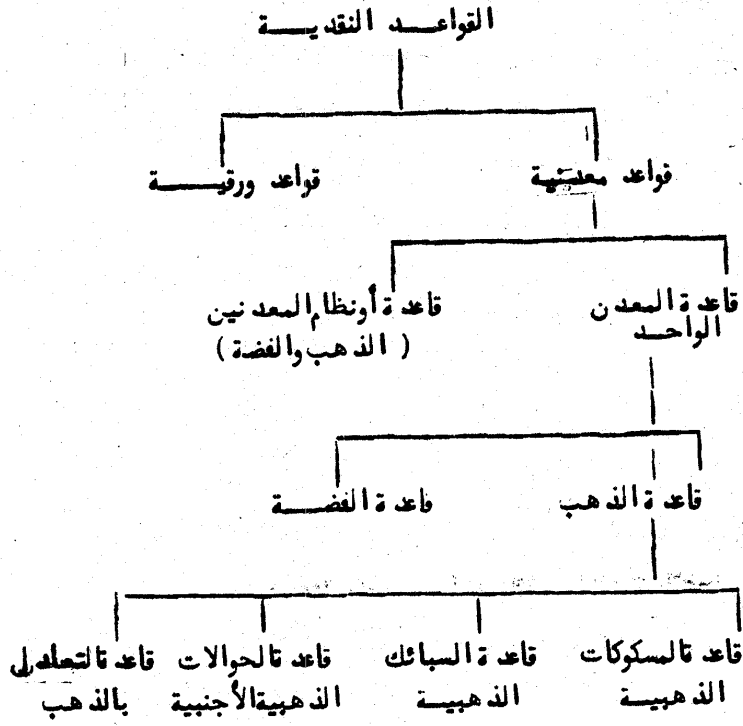 القواعد النقدية
قواعد معدنية
قواعد ورقية
قاعدة المعدن
الواحد
قاعدة أو نظام المعدنين
(الذهب والفضة)
قاعدة الذهب
قاعدة الفضة
قاعدة المسكوكات
الذهبية
قاعدة السبائك
الذهبية
قاعدة الحوالات
الذهبية الأجنبية
قاعدة
بالذهب